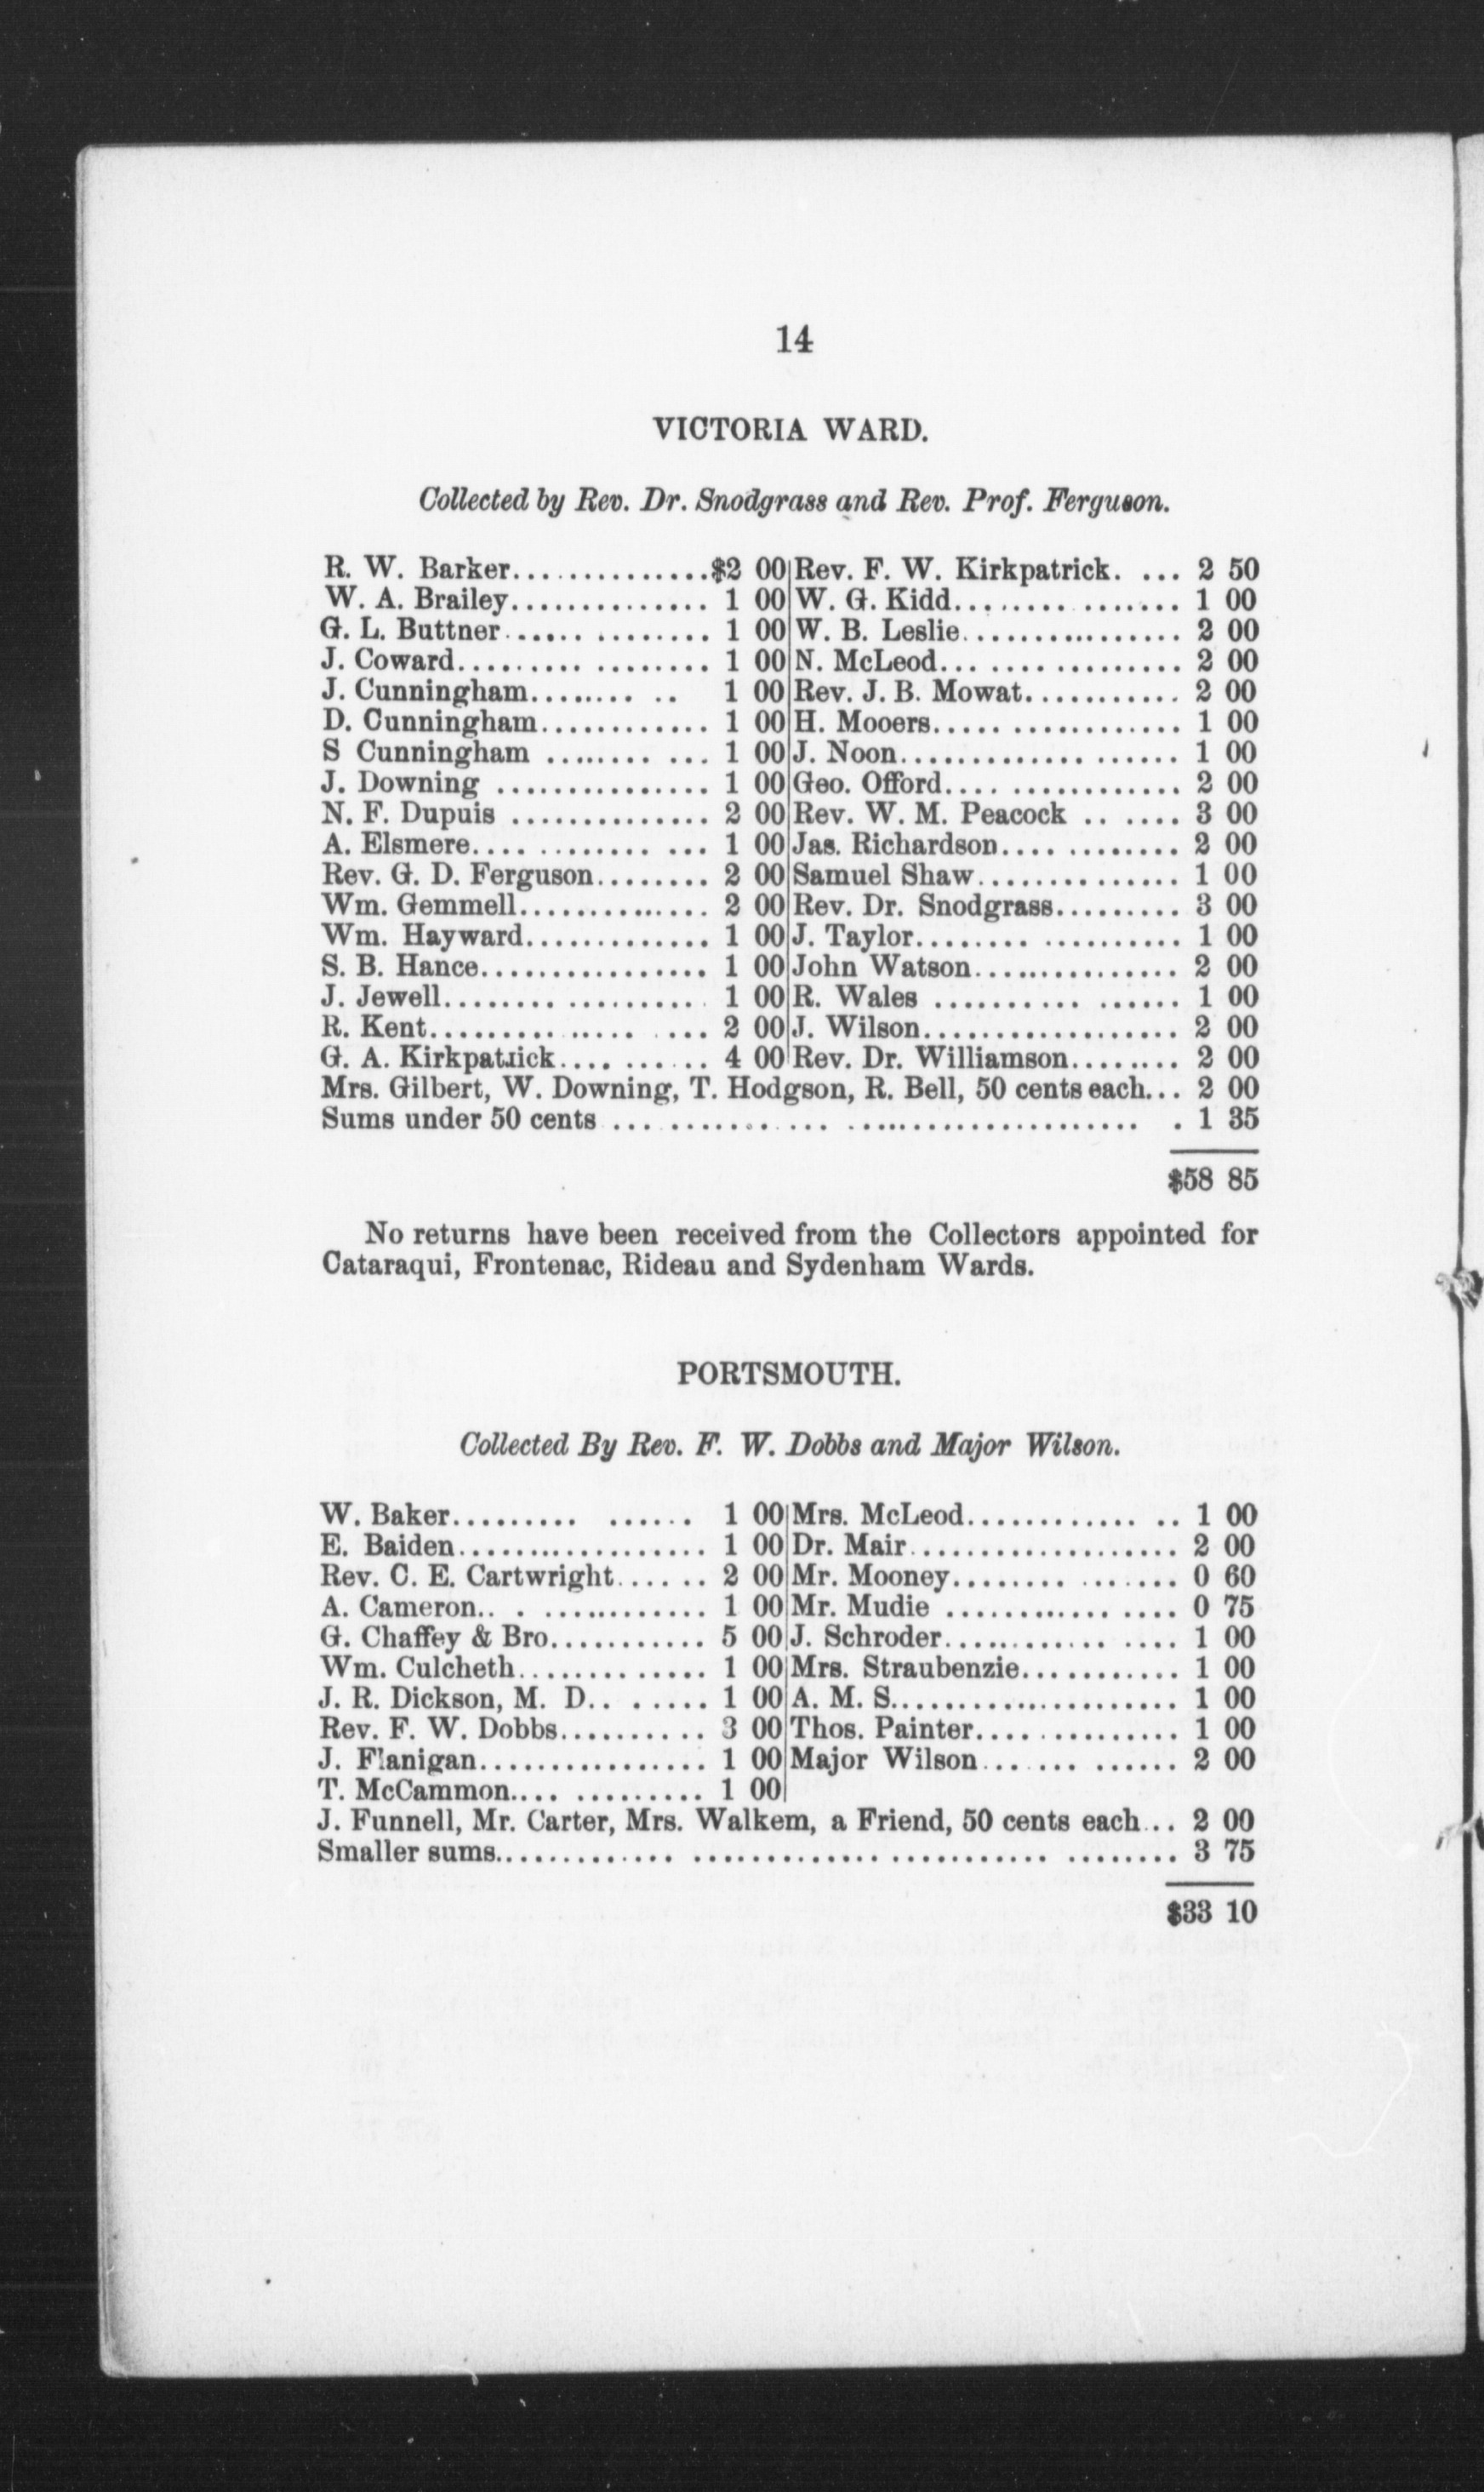 14
VICTORIA WARD.
Collected by Rev. Dr. Snodgrass and Rev. Prof. Ferguson.
R. W. Barker...............$2 00|Rev. F. W. Kirkpatrick. ... 2 50
W. A. Brailey.............. 1 00|W. G. Kidd................ 1 00
G. L. Buttner.............. 1 00|W. B. Leslie................ 2 00
J. Coward................. 1 00|N. McLeod................ 2 00
J. Cunningham........ .. 1 00|Rev. J. B. Mowat........... 2 00
D. Cunningham............ 1 00|H. Mooers................. 1 00
S Cunningham ........ ... 1 00|J. Noon................... 1 00
J. Downing ............... 1 00|Geo. Offord................ 2 00
N. F. Dupuis .............. 2 00|Rev. W. M. Peacock .. .... 3 00
A. Elsmere................ 1 00|Jas. Richardson............ 2 00
Rev. G. D. Ferguson........ 2 00|Samuel Shaw.............. 1 00
Wm. Gemmell............. 2 00|Rev. Dr. Snodgrass......... 3 00
Wm. Hayward............. 1 00|J. Taylor.................. 1 00
S. B. Hance................ 1 00|John Watson.............. 2 00
J. Jewell.................. 1 00|R. Wales ................ 1 00
R. Kent................... 2 00|J. Wilson.................. 2 00
G. A. Kirkpatrick.......... 4 00|Rev. Dr. Williamson........ 2 00
Mrs. Gilbert, W. Downing, T. Hodgson, R. Bell, 50 cents each... 2 00
Sums under 50 cents ................................... 1 35
$58 85
No returns have been received from the Collectors appointed for
Cataraqui, Frontenac, Rideau and Sydenham Wards.
PORTSMOUTH.
Collected By Rev. F. W. Dobbs and Major Wilson.
W. Baker......... ...... 1 00|Mrs. McLeod............ .. 1 00
E. Baiden.................. 1 00|Dr. Mair................... 2 00
Rev. C. E. Cartwright...... 2 00|Mr. Mooney............... 0 60
A. Cameron.. . ............ 1 00|Mr. Mudie ............ .... 0 75
G. Chaffey & Bro........... 5 00|J. Schroder............ .... 1 00
Wm. Culcheth............. 1 00|Mrs. Straubenzie........... 1 00
J. R. Dickson, M. D.. ...... 1 00|A. M. S.................... 1 00
Rev. F. W. Dobbs.......... 3 00|Thos. Painter............... 1 00
J. Flanigan................ 1 00|Major Wilson............. 2 00
T. McCammon.... ......... 1 00|
J. Funnell, Mr. Carter, Mrs. Walkem, a Friend, 50 cents each... 2 00
Smaller sums............. ............. ........... ........ 3 75
$33 10